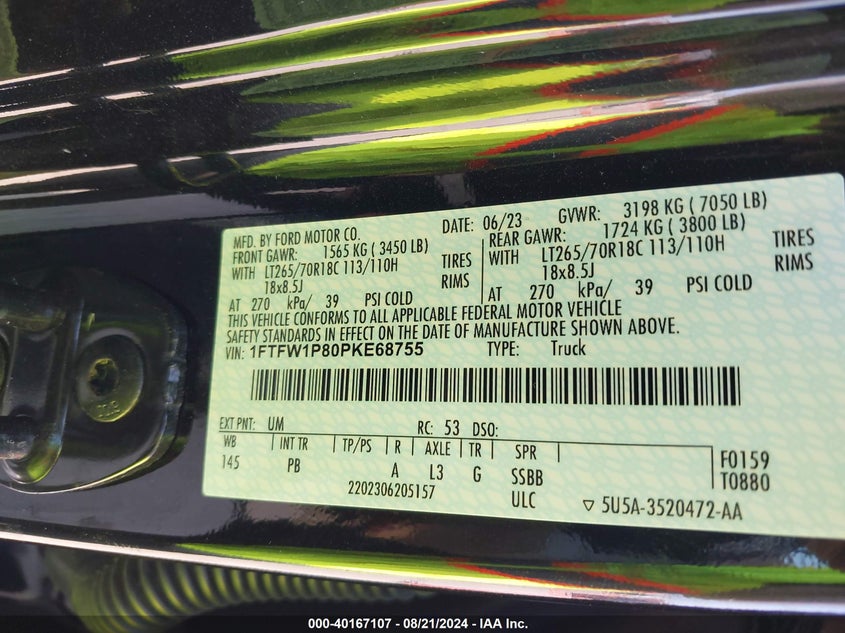 MFD. BY FORD MOTOR CO. DATE: 06/23 GVWR: 3198 KG ( 7050 LB)
FRONT GAWR: 1565 KG ( 3450 LB) REAR GAWR: 1724 KG ( 3800 LB)
WITH LT265/70R18C 113/110H TIRES WITH LT265/70R18C 113/110H TIRES
18x8.5J RIMS 18x8.5J RIMS
AT 270 kPa/ 39 PSI COLD AT 270 kPa/ 39 PSI COLD
THIS VEHICLE CONFORMS TO ALL APPLICABLE FEDERAL MOTOR VEHICLE
SAFETY STANDARDS IN EFFECT ON THE DATE OF MANUFACTURE SHOWN ABOVE.
VIN: 1FTFW1P80PKE68755 TYPE: Truck
EXT PNT: UM RC: 53 DSO:
WB INT TR TP/PS R AXLE TR SPR F0159
145 PB A L3 G SSBB T0880
2202306205157 ULC 5U5A-3520472-AA
000-40167107 - 08/21/2024 - IAA Inc.